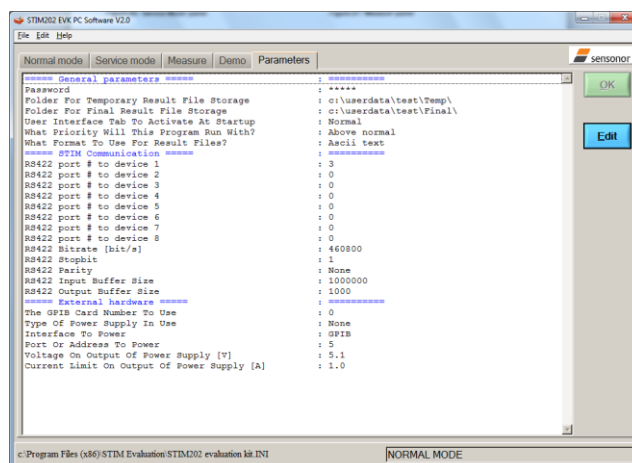 STIM202 EVK PC Software V2.0
File Edit Help
Normal mode Service mode Measure Demo Parameters
sensonor
===== General parameters ===== : ==========
Password : *****
Folder For Temporary Result File Storage : c:\userdata\test\Temp\
Folder For Final Result File Storage : c:\userdata\test\Final\
User Interface Tab To Activate At Startup : Normal
What Priority Will This Program Run With? : Above normal
What Format To Use For Result Files? : Ascii text
===== STIM Communication ===== : ==========
RS422 port # to device 1 : 3
RS422 port # to device 2 : 0
RS422 port # to device 3 : 0
RS422 port # to device 4 : 0
RS422 port # to device 5 : 0
RS422 port # to device 6 : 0
RS422 port # to device 7 : 0
RS422 port # to device 8 : 0
RS422 Bitrate [bit/s] : 460800
RS422 Stopbit : 1
RS422 Parity : None
RS422 Input Buffer Size : 1000000
RS422 Output Buffer Size : 1000
===== External hardware ===== : ==========
The GPIB Card Number To Use : 0
Type Of Power Supply In Use : None
Interface To Power : GPIB
Port Or Address To Power : 5
Voltage On Output Of Power Supply [V] : 5.1
Current Limit On Output Of Power Supply [A] : 1.0
OK
Edit
c:\Program Files (x86)\STIM Evaluation\STIM202 evaluation kit.INI
NORMAL MODE